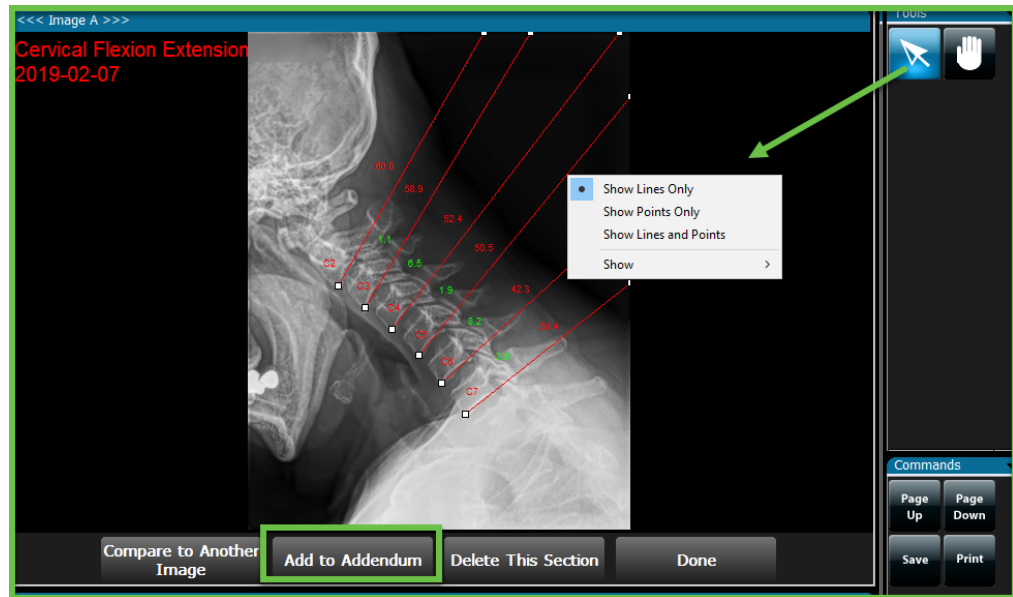 <<< Image A >>>
Tools
Cervical Flexion Extension
2019-02-07
58.9
52.4
50.5
42.3
1.1
6.5
1.9
8.2
C2
C3
C4
C6
C7
Show Lines Only
Show Points Only
Show Lines and Points
Show
Commands
Page
Up
Page
Down
Save
Print
Compare to Another
Image
Add to Addendum
Delete This Section
Done